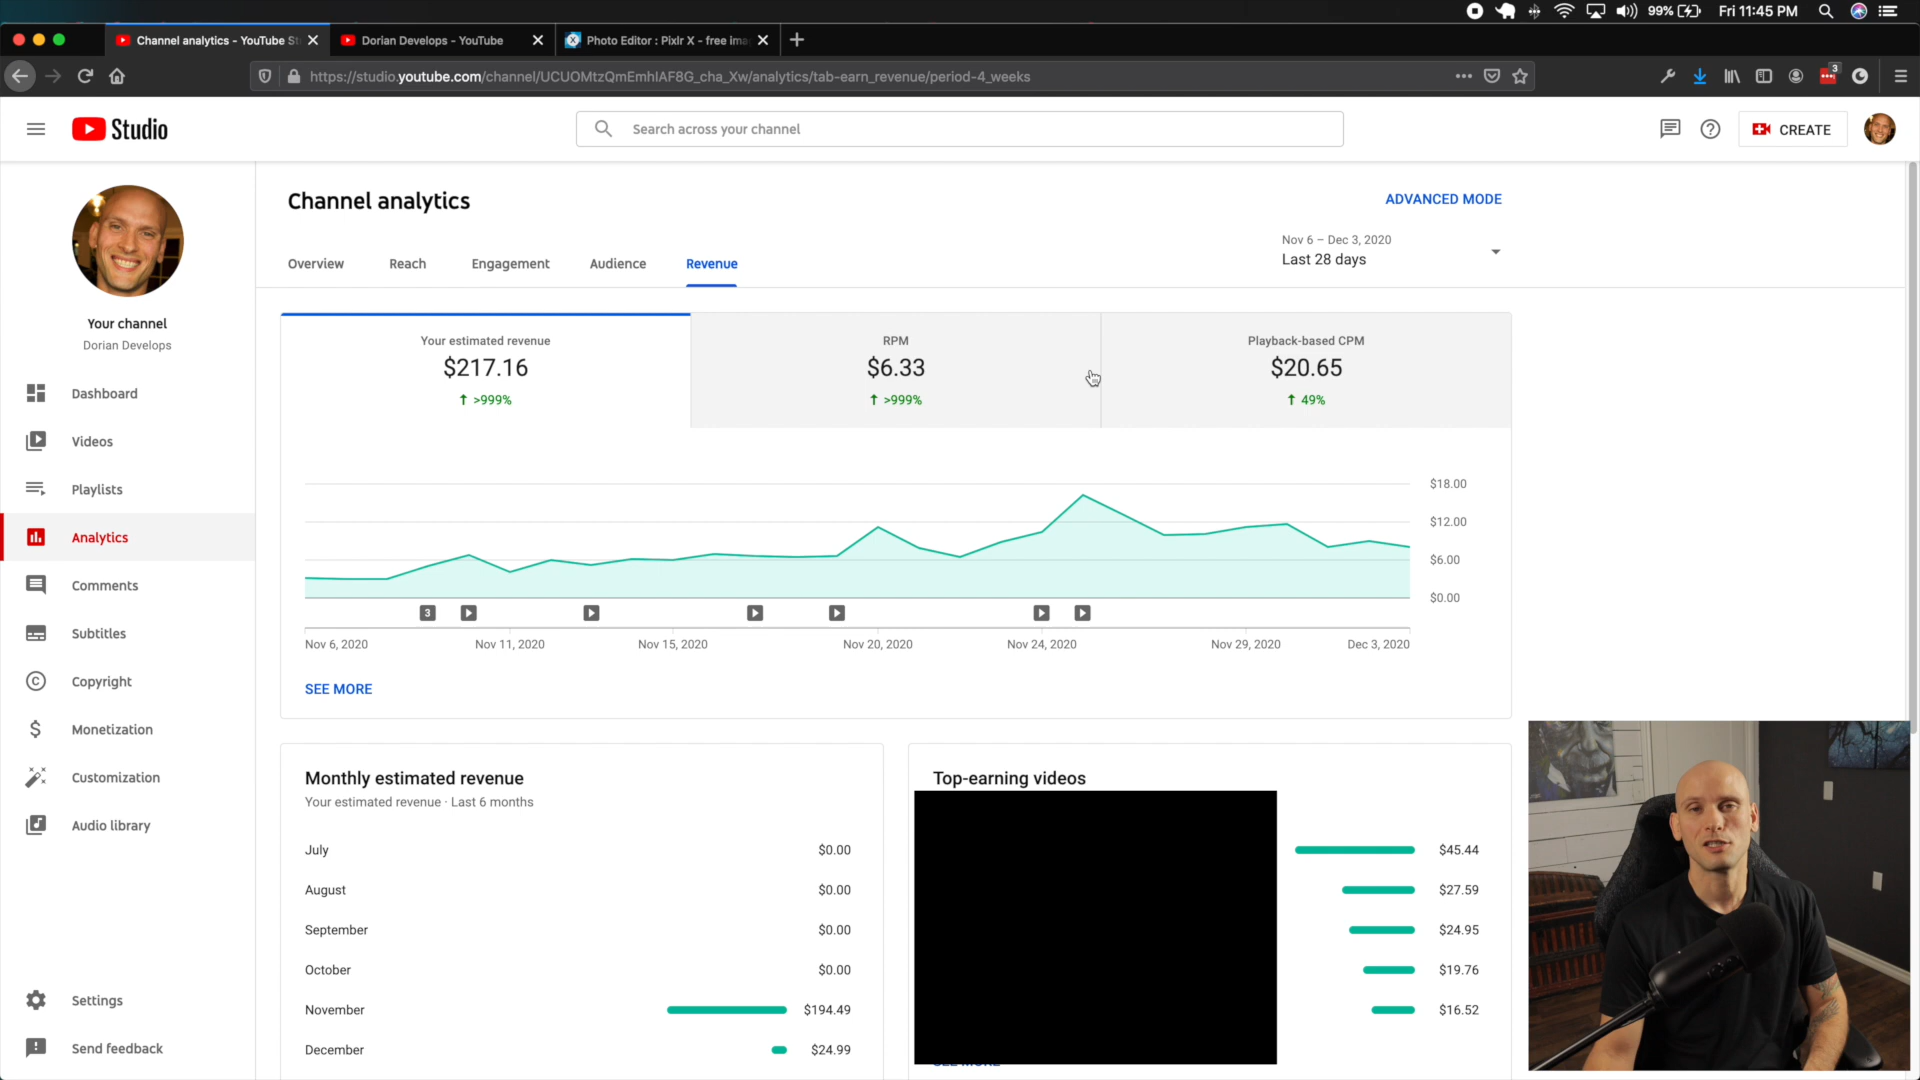 99%
Fri 11:45 PM
Channel analytics - YouTube St
Dorian Develops - YouTube
Photo Editor : Pixlr X - free ima
https://studio.youtube.com/channel/UCUOMtzQmEmhIAF8G_cha_Xw/analytics/tab-earn_revenue/period-4_weeks
3
Studio
Search across your channel
CREATE
Your channel
Dorian Develops
Dashboard
Videos
Playlists
Analytics
Comments
Subtitles
Copyright
Monetization
Customization
Audio library
Settings
Send feedback
Channel analytics
ADVANCED MODE
Overview Reach Engagement Audience Revenue
Nov 6 – Dec 3, 2020
Last 28 days
Your estimated revenue
$217.16
>999%
RPM
$6.33
>999%
Playback-based CPM
$20.65
49%
$18.00
$12.00
$6.00
$0.00
3
Nov 6, 2020 Nov 11, 2020 Nov 15, 2020 Nov 20, 2020 Nov 24, 2020 Nov 29, 2020 Dec 3, 2020
SEE MORE
Monthly estimated revenue
Your estimated revenue · Last 6 months
July $0.00
August $0.00
September $0.00
October $0.00
November $194.49
December $24.99
Top-earning videos
$45.44
$27.59
$24.95
$19.76
$16.52